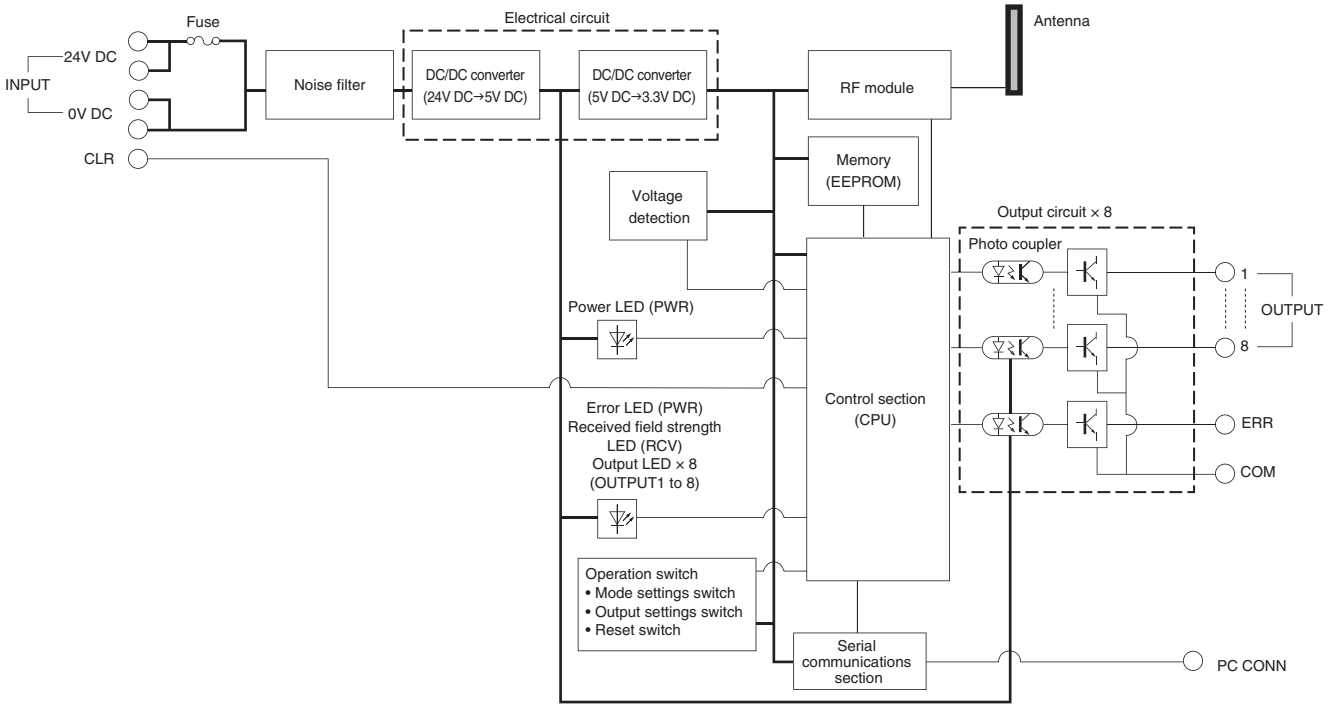 Electrical circuit
Fuse
Antenna
24V DC
INPUT
0V DC
CLR
Noise filter
DC/DC converter
(24V DC→5V DC)
DC/DC converter
(5V DC→3.3V DC)
RF module
Memory
(EEPROM)
Voltage
detection
Output circuit × 8
Photo coupler
1
OUTPUT
8
Power LED (PWR)
Control section
(CPU)
Error LED (PWR)
Received field strength
LED (RCV)
Output LED × 8
(OUTPUT1 to 8)
ERR
COM
Operation switch
• Mode settings switch
• Output settings switch
• Reset switch
Serial
communications
section
PC CONN